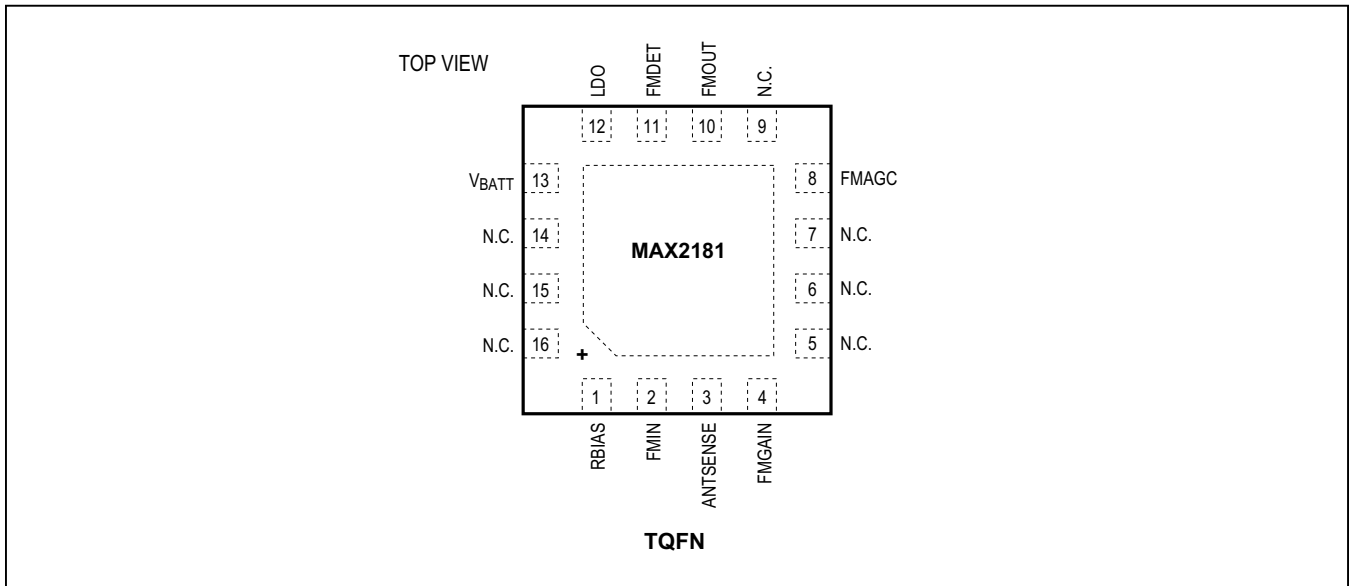 TOP VIEW
LDO
FMDET
FMOUT
N.C.
12
11
10
9
VBATT 13
8 FMAGC
N.C. 14
7 N.C.
MAX2181
N.C. 15
6 N.C.
N.C. 16
5 N.C.
+
1
2
3
4
RBIAS
FMIN
ANTSENSE
FMGAIN
TQFN